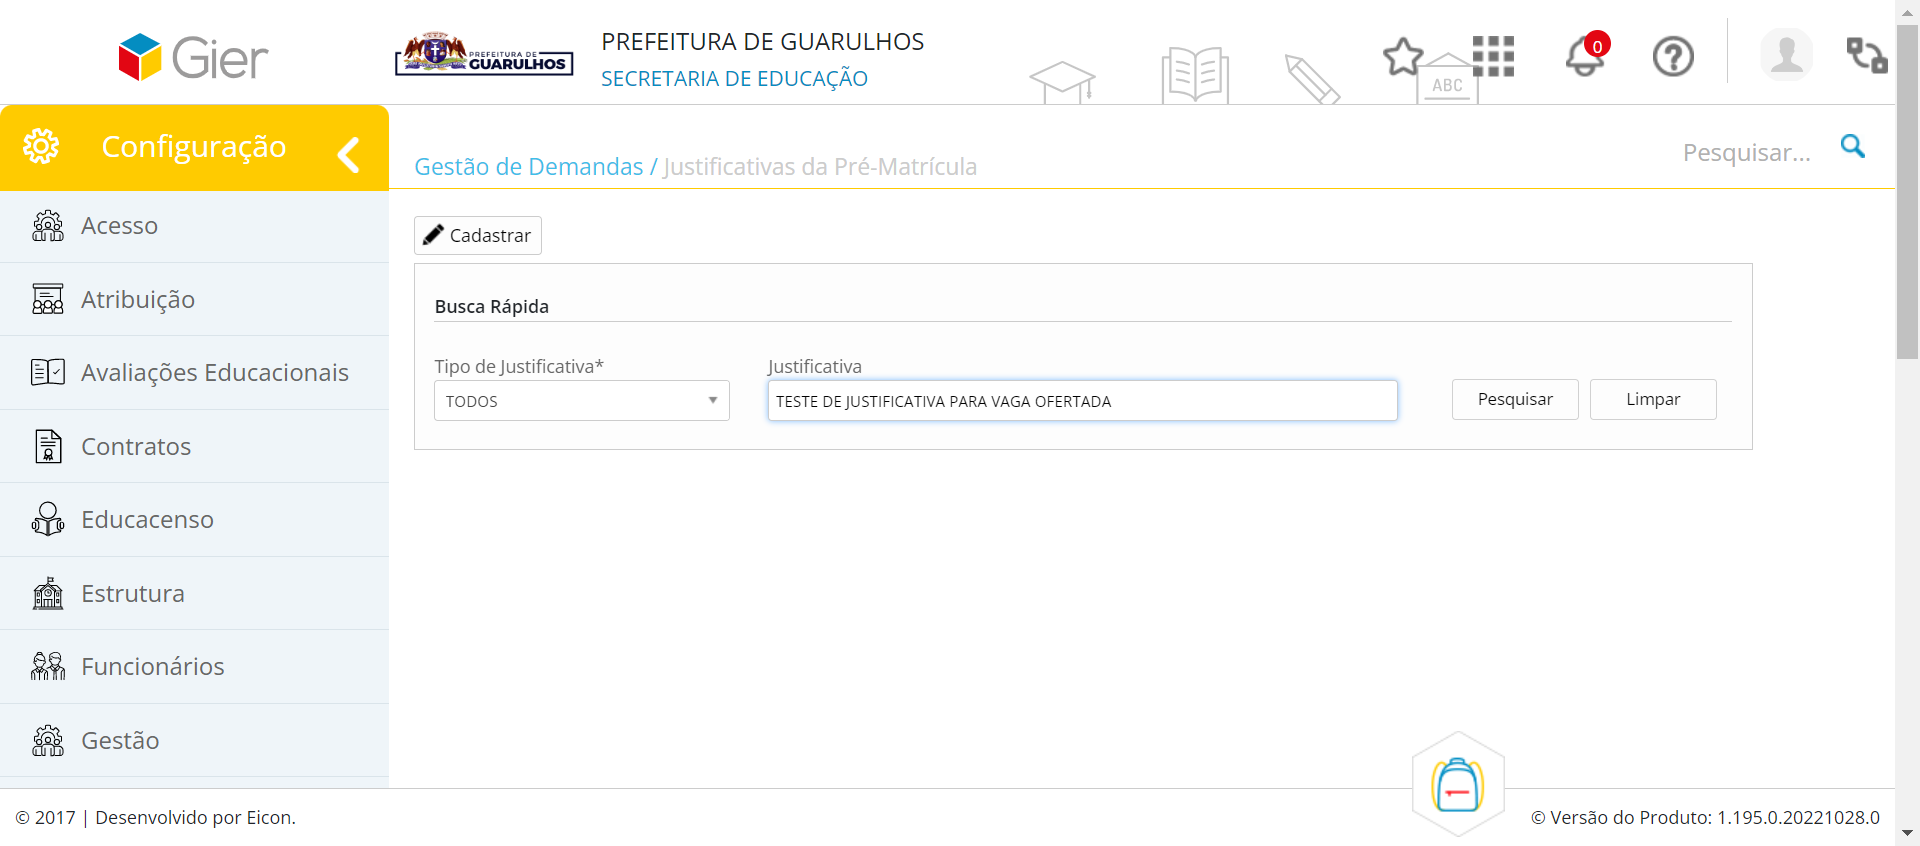 Gier
PREFEITURA DE
GUARULHOS
PREFEITURA DE GUARULHOS
SECRETARIA DE EDUCAÇÃO
ABC
0
Configuração
Acesso
Atribuição
Avaliações Educacionais
Contratos
Educacenso
Estrutura
Funcionários
Gestão
Gestão de Demandas / Justificativas da Pré-Matrícula
Pesquisar...
Cadastrar
Busca Rápida
Tipo de Justificativa*
TODOS
Justificativa
TESTE DE JUSTIFICATIVA PARA VAGA OFERTADA
Pesquisar
Limpar
© 2017 | Desenvolvido por Eicon.
© Versão do Produto: 1.195.0.20221028.0